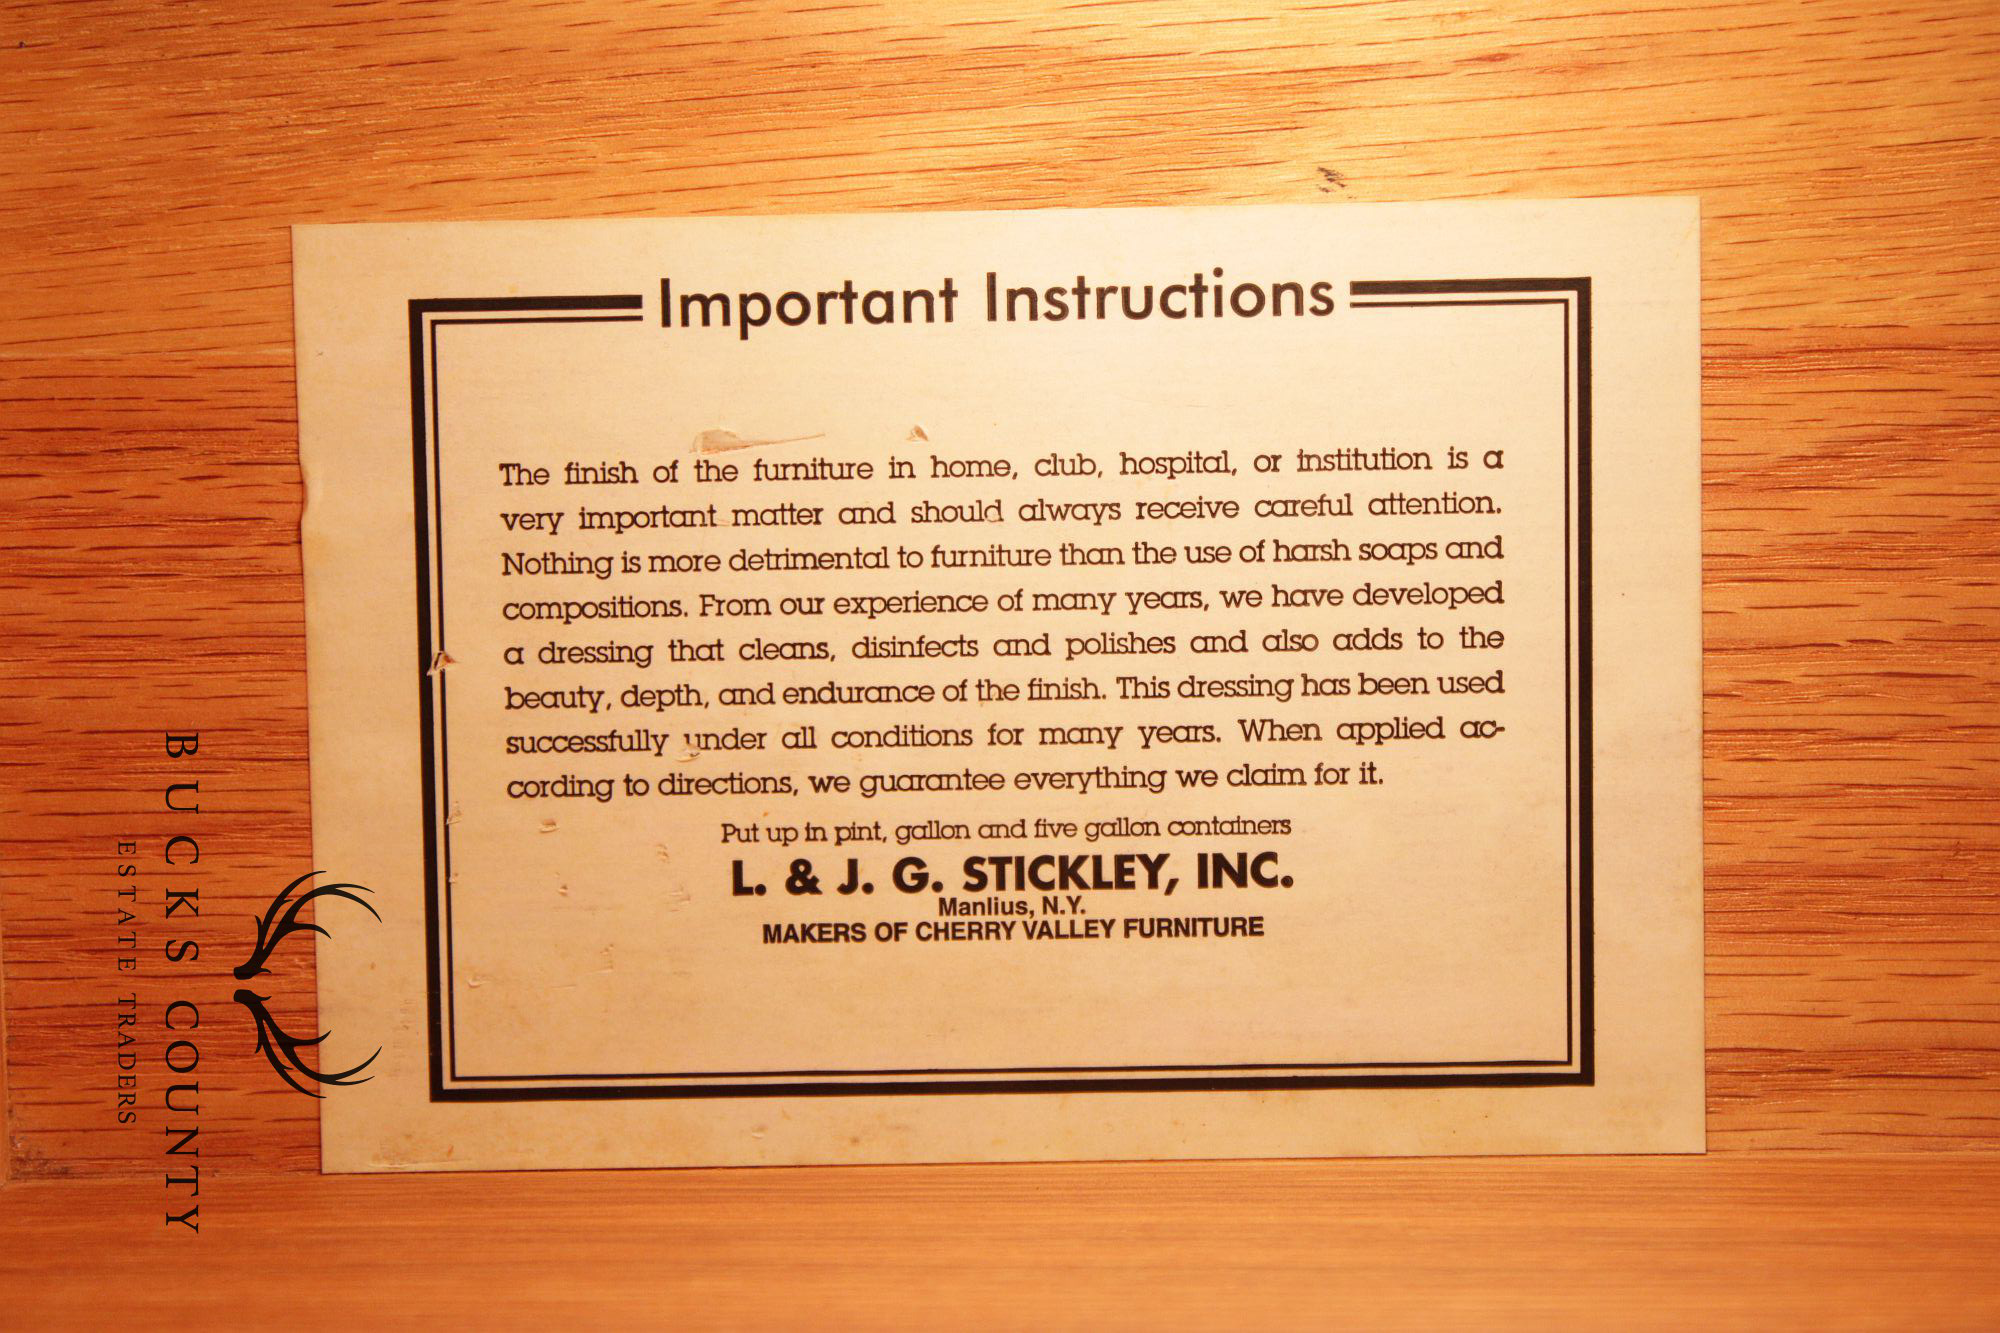 Important Instructions
The finish of the furniture in home, club, hospital, or institution is a
very important matter and should always receive careful attention.
Nothing is more detrimental to furniture than the use of harsh soaps and
compositions. From our experience of many years, we have developed
a dressing that cleans, disinfects and polishes and also adds to the
beauty, depth, and endurance of the finish. This dressing has been used
successfully under all conditions for many years. When applied ac-
cording to directions, we guarantee everything we claim for it.
Put up in pint, gallon and five gallon containers
L. & J. G. STICKLEY, INC.
Manlius, N.Y.
MAKERS OF CHERRY VALLEY FURNITURE
BUCKS COUNTY
ESTATE TRADERS